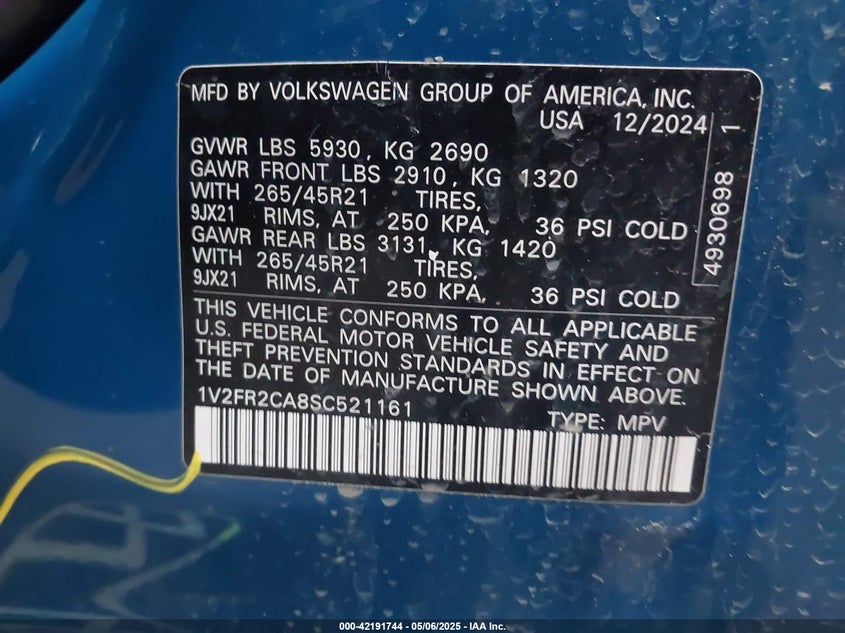 MFD BY VOLKSWAGEN GROUP OF AMERICA, INC.
USA 12/2024
GVWR LBS 5930, KG 2690
GAWR FRONT LBS 2910, KG 1320
WITH 265/45R21 TIRES,
9JX21 RIMS, AT 250 KPA, 36 PSI COLD
GAWR REAR LBS 3131, KG 1420
WITH 265/45R21 TIRES,
9JX21 RIMS, AT 250 KPA, 36 PSI COLD
4930698 1
THIS VEHICLE CONFORMS TO ALL APPLICABLE
U.S. FEDERAL MOTOR VEHICLE SAFETY AND
THEFT PREVENTION STANDARDS IN EFFECT ON
THE DATE OF MANUFACTURE SHOWN ABOVE.
1V2FR2CA8SC521161
TYPE: MPV
000-42191744 — 05/06/2025 — IAA Inc.